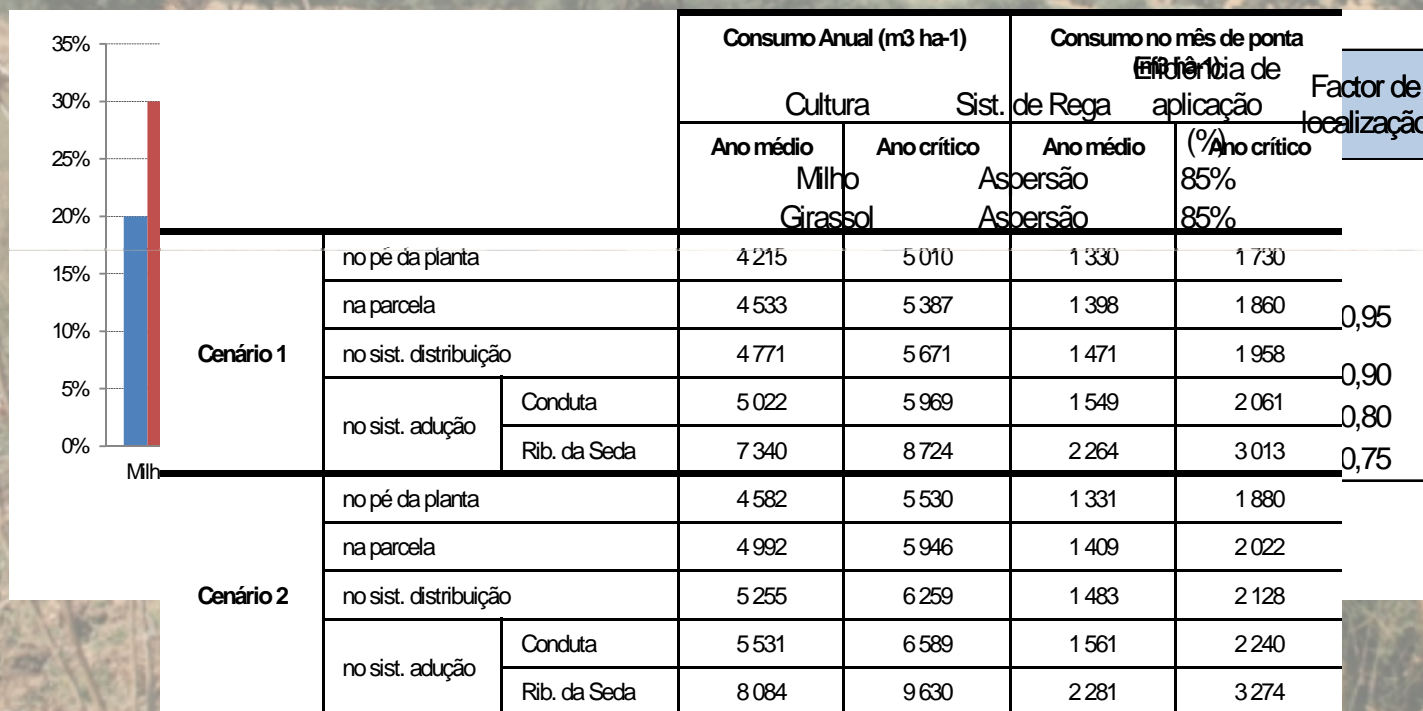 35%
30%
25%
20%
15%
10%
5%
0%
Milh
Consumo Anual (m3 ha-1) Consumo no mês de ponta
(m3 ha-1)
Eficiência de
Cultura Sist. de Rega aplicação
(%)
Factor de
localização
Ano médio Ano crítico Ano médio Ano crítico
Milho Aspersão 85%
Girassol Aspersão 85%
Cenário 1
no pé da planta 4 215 5 010 1 330 1 730
na parcela 4 533 5 387 1 398 1 860
no sist. distribuição 4 771 5 671 1 471 1 958
no sist. adução
Conduta 5 022 5 969 1 549 2 061
Rib. da Seda 7 340 8 724 2 264 3 013
0,95
0,90
0,80
0,75
Cenário 2
no pé da planta 4 582 5 530 1 331 1 880
na parcela 4 992 5 946 1 409 2 022
no sist. distribuição 5 255 6 259 1 483 2 128
no sist. adução
Conduta 5 531 6 589 1 561 2 240
Rib. da Seda 8 084 9 630 2 281 3 274